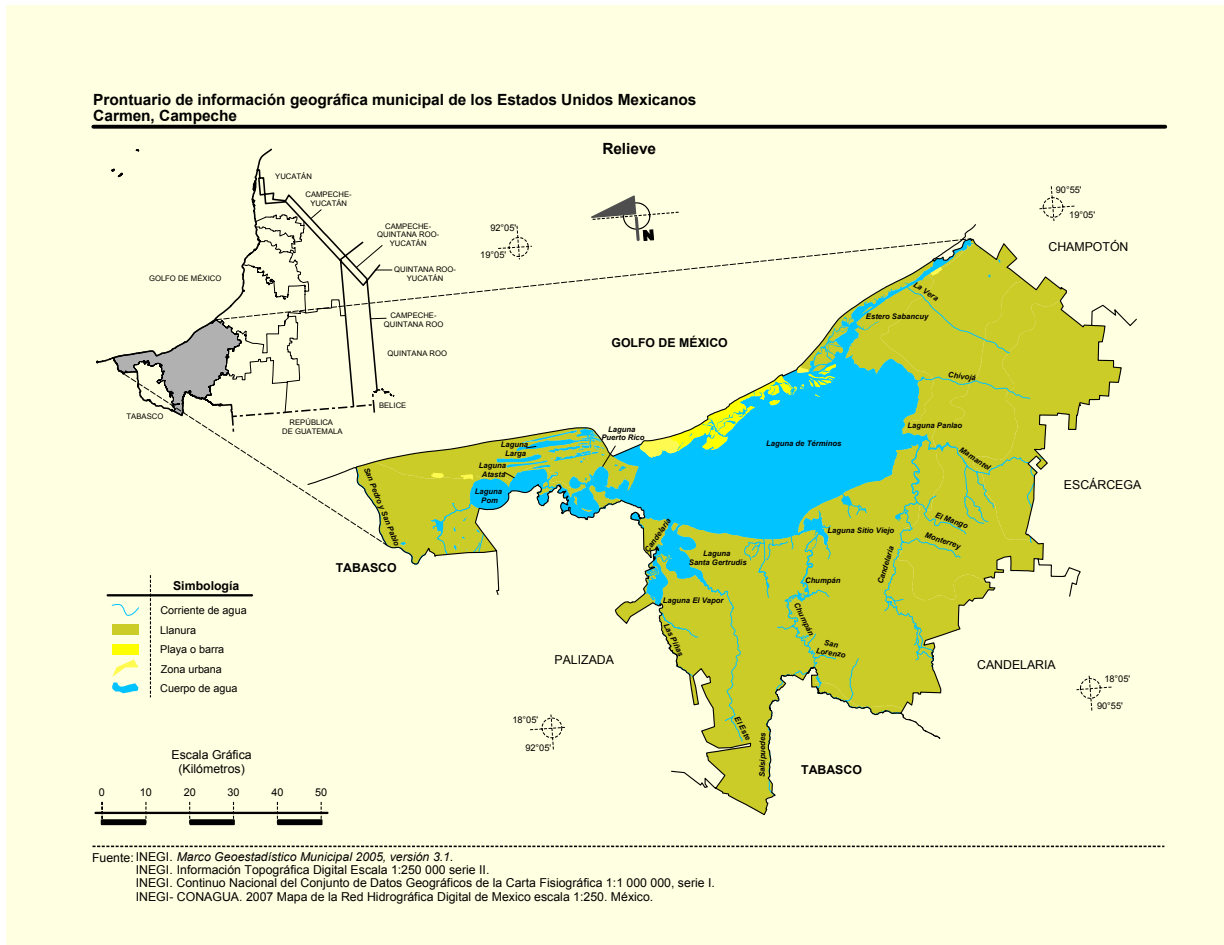 Prontuario de información geográfica municipal de los Estados Unidos Mexicanos
Carmen, Campeche
Relieve
YUCATÁN
CAMPECHE-
YUCATÁN
CAMPECHE-
QUINTANA ROO-
YUCATÁN
QUINTANA ROO-
YUCATÁN
GOLFO DE MÉXICO
CAMPECHE-
QUINTANA ROO
QUINTANA ROO
BELICE
REPÚBLICA
DE GUATEMALA
TABASCO
92°05'
19°05'
N
90°55'
19°05'
CHAMPOTÓN
GOLFO DE MÉXICO
La Vera
Estero Sabancuy
Chivojá
Laguna Panlao
Laguna de Términos
Mamantel
ESCÁRCEGA
Laguna
Puerto Rico
Laguna
Larga
Laguna
Atasta
Laguna
Pom
San Pedro y San Pablo
TABASCO
Candelaria
Laguna
Santa Gertrudis
Laguna Sitio Viejo
El Mango
Monterrey
Candelaria
Chumpán
Chumpán
Laguna El Vapor
Las Piñas
San
Lorenzo
PALIZADA
CANDELARIA
El Este
Salsipuedes
TABASCO
18°05'
92°05'
18°05'
90°55'
Simbología
Corriente de agua
Llanura
Playa o barra
Zona urbana
Cuerpo de agua
Escala Gráfica
(Kilómetros)
0 10 20 30 40 50
Fuente: INEGI. Marco Geoestadístico Municipal 2005, versión 3.1.
INEGI. Información Topográfica Digital Escala 1:250 000 serie II.
INEGI. Continuo Nacional del Conjunto de Datos Geográficos de la Carta Fisiográfica 1:1 000 000, serie I.
INEGI- CONAGUA. 2007 Mapa de la Red Hidrográfica Digital de Mexico escala 1:250. México.